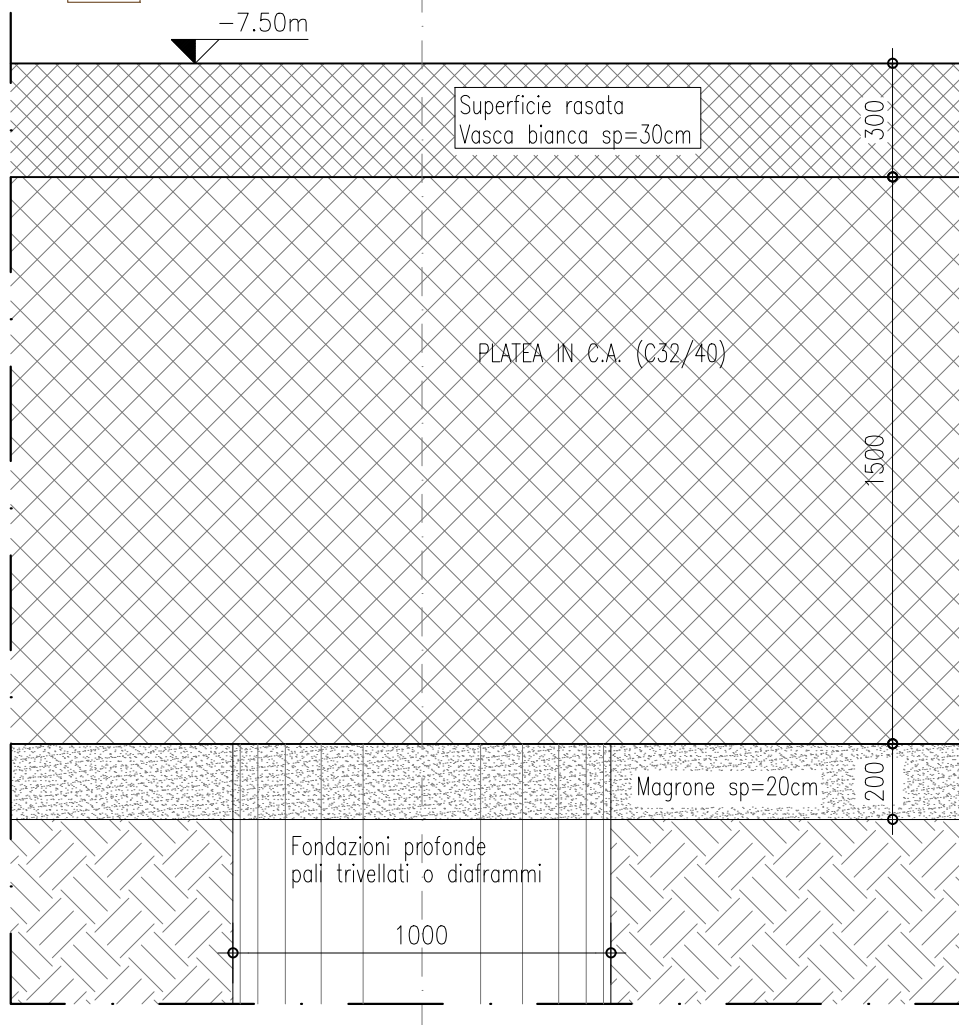 -7.50m
Superficie rasata
Vasca bianca sp=30cm
300
PLATEA IN C.A. (C32/40)
1500
Magrone sp=20cm
200
Fondazioni profonde
pali trivellati o diaframmi
1000